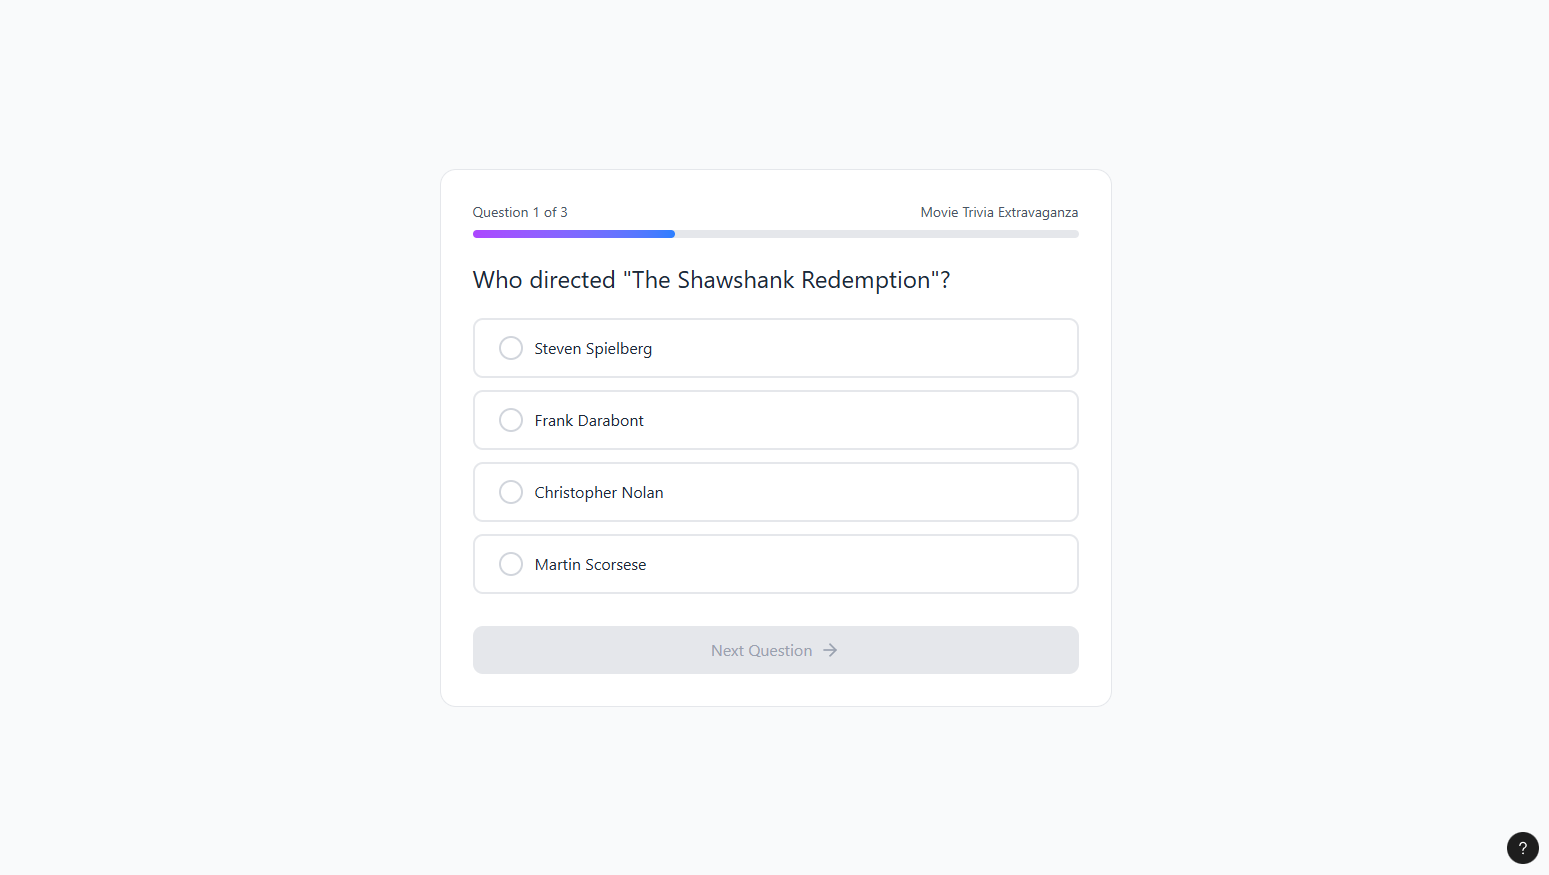 Question 1 of 3
Movie Trivia Extravaganza
Who directed "The Shawshank Redemption"?
Steven Spielberg
Frank Darabont
Christopher Nolan
Martin Scorsese
Next Question
?